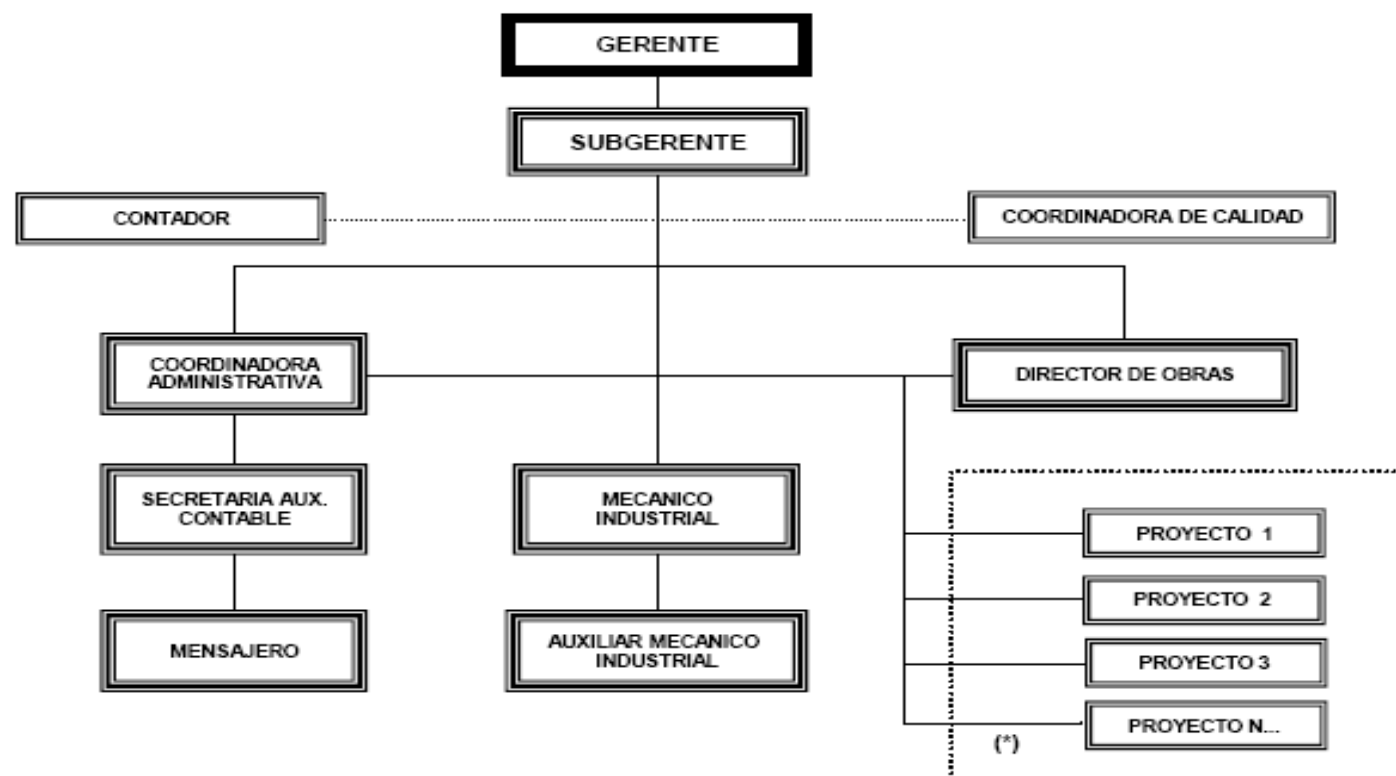 GERENTE
SUBGERENTE
CONTADOR
COORDINADORA DE CALIDAD
COORDINADORA
ADMINISTRATIVA
DIRECTOR DE OBRAS
SECRETARIA AUX.
CONTABLE
MECANICO
INDUSTRIAL
PROYECTO 1
PROYECTO 2
MENSAJERO
AUXILIAR MECANICO
INDUSTRIAL
PROYECTO 3
PROYECTO N...
(*)